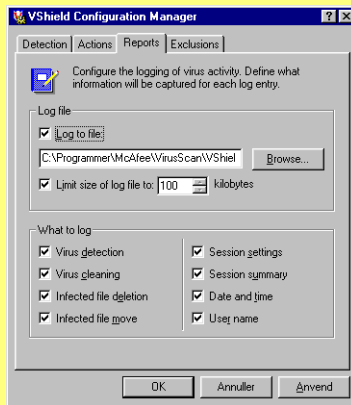 VShield Configuration Manager
Detection Actions Reports Exclusions
Configure the logging of virus activity. Define what
information will be captured for each log entry.
Log file
Log to file:
C:\Programmer\McAfee\VirusScan\VShiel
Browse...
Limit size of log file to: 100 kilobytes
What to log
Virus detection
Virus cleaning
Infected file deletion
Infected file move
Session settings
Session summary
Date and time
User name
OK Annuller Anvend